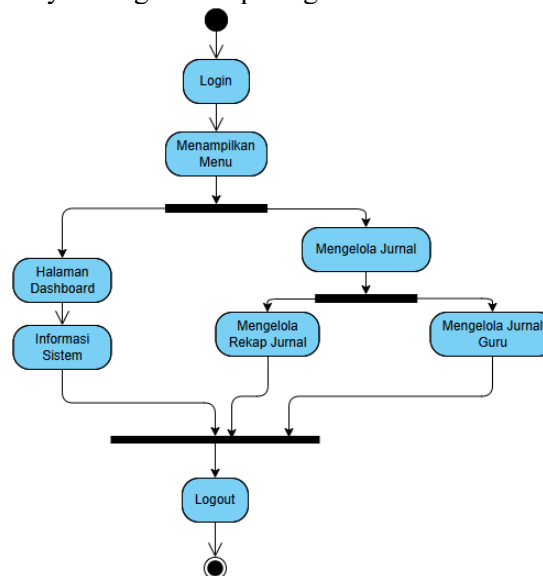 Login
Menampilkan
Menu
Mengelola Jurnal
Halaman
Dashboard
Mengelola
Rekap Jurnal
Mengelola Jurnal
Guru
Informasi
Sistem
Logout